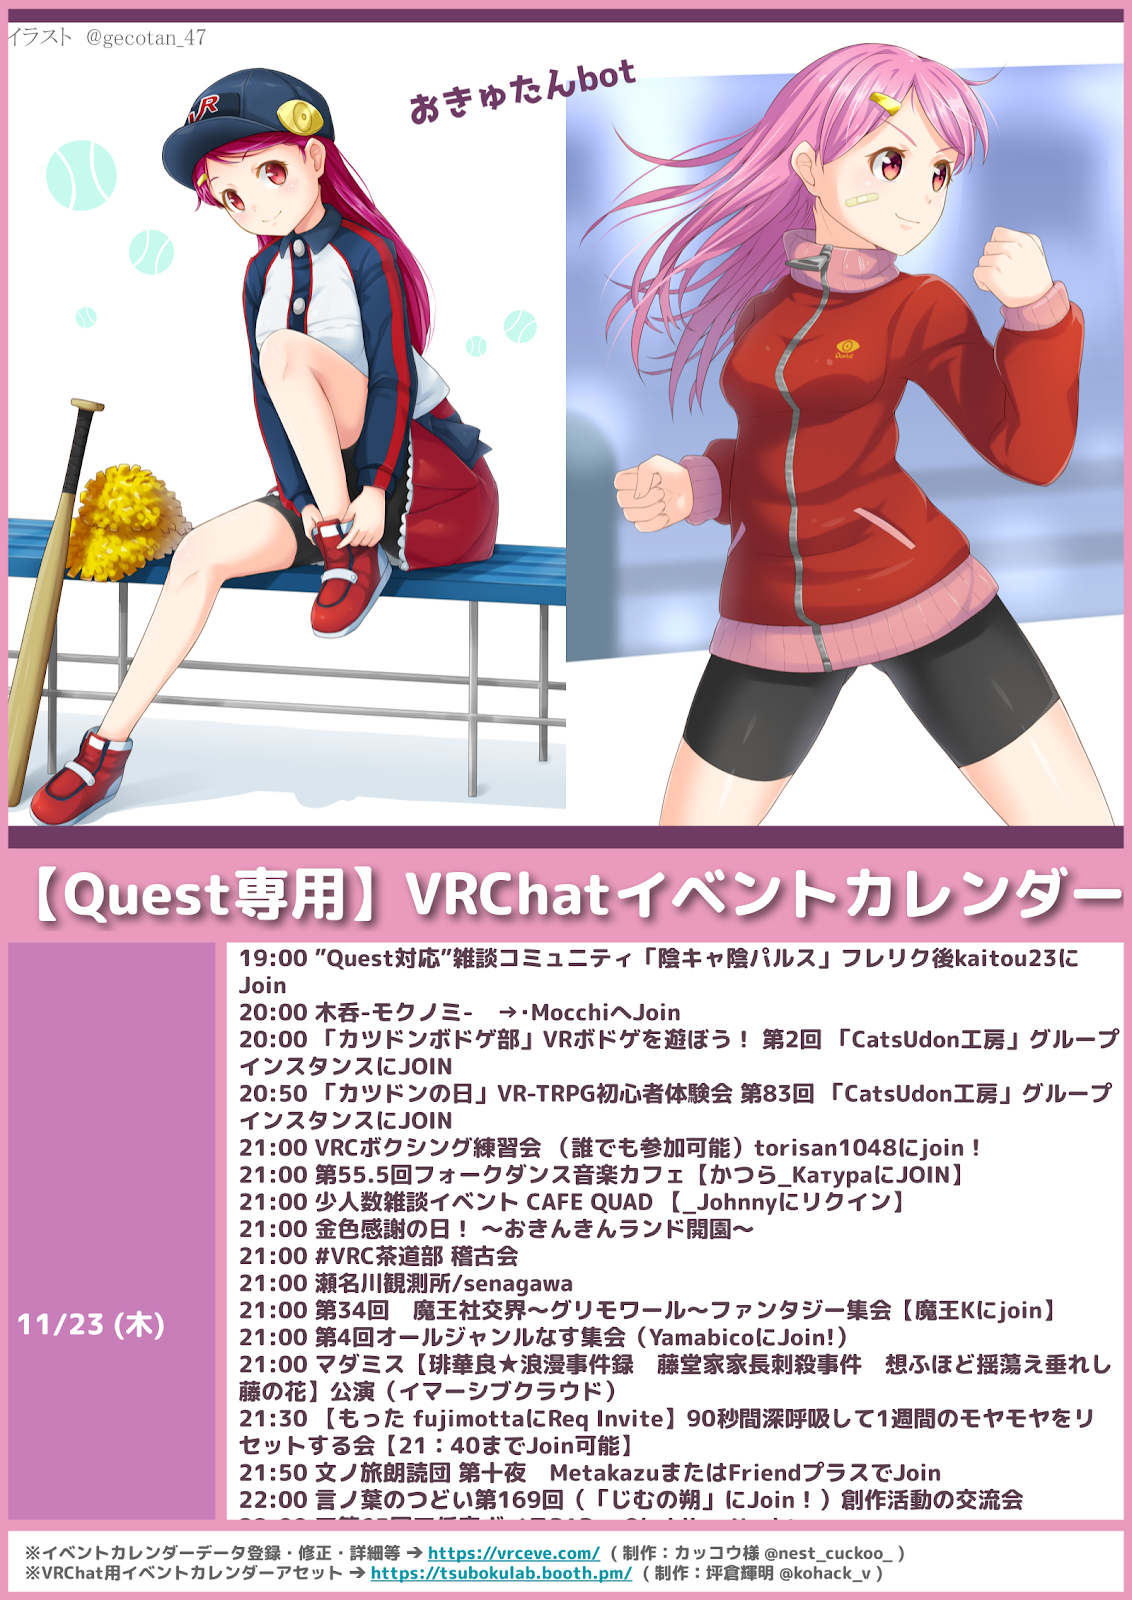 イラスト　@gecotan_47
おきゅたんbot
VR
Quest
【Quest専用】VRChatイベントカレンダー
11/23 (木)
19:00 ”Quest対応”雑談コミュニティ「陰キャ陰パルス」フレリク後kaitou23に
Join
20:00 木呑-モクノミ-　→･MocchiへJoin
20:00 「カツドンボドゲ部」VRボドゲを遊ぼう！ 第2回 「CatsUdon工房」グループ
インスタンスにJOIN
20:50 「カツドンの日」VR-TRPG初心者体験会 第83回 「CatsUdon工房」グループ
インスタンスにJOIN
21:00 VRCボクシング練習会 （誰でも参加可能）torisan1048にjoin！
21:00 第55.5回フォークダンス音楽カフェ【かつら_KaтypaにJOIN】
21:00 少人数雑談イベント CAFE QUAD 【_Johnnyにリクイン】
21:00 金色感謝の日！ ～おきんきんランド開園～
21:00 #VRC茶道部 稽古会
21:00 瀬名川観測所/senagawa
21:00 第34回　魔王社交界～グリモワール～ファンタジー集会【魔王Kにjoin】
21:00 第4回オールジャンルなす集会（YamabicoにJoin!）
21:00 マダミス【琲華良★浪漫事件録　藤堂家家長刺殺事件　想ふほど揺蕩え垂れし
藤の花】公演（イマーシブクラウド）
21:30 【もった fujimottaにReq Invite】90秒間深呼吸して1週間のモヤモヤをリ
セットする会【21：40までJoin可能】
21:50 文ノ旅朗読団 第十夜　MetakazuまたはFriendプラスでJoin
22:00 言ノ葉のつどい第169回（「じむの朔」にJoin！）創作活動の交流会
※イベントカレンダーデータ登録・修正・詳細等 ➔ https://vrceve.com/ （ 制作：カッコウ様 @nest_cuckoo_ ）
※VRChat用イベントカレンダーアセット ➔ https://tsubokulab.booth.pm/ （ 制作：坪倉輝明 @kohack_v ）